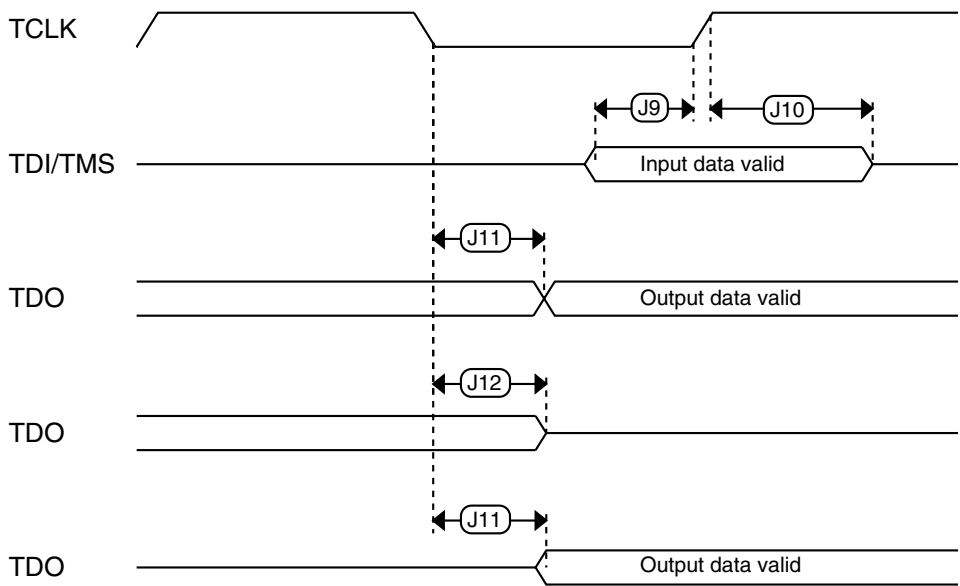 TCLK
J9
J10
TDI/TMS
Input data valid
J11
TDO
Output data valid
J12
TDO
J11
TDO
Output data valid